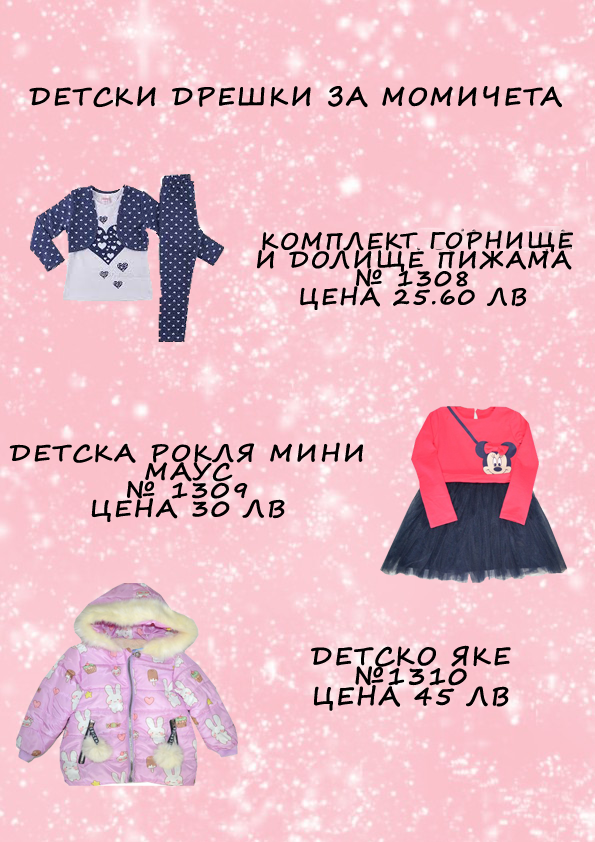 ДЕТСКИ ДРЕШКИ ЗА МОМИЧЕТА
КОМПЛЕКТ ГОРНИЩЕ
И ДОЛИЩЕ ПИЖАМА
№ 1308
ЦЕНА 25.60 ЛВ
ДЕТСКА РОКЛЯ МИНИ
МАУС
№ 1309
ЦЕНА 30 ЛВ
ДЕТСКО ЯКЕ
№1310
ЦЕНА 45 ЛВ